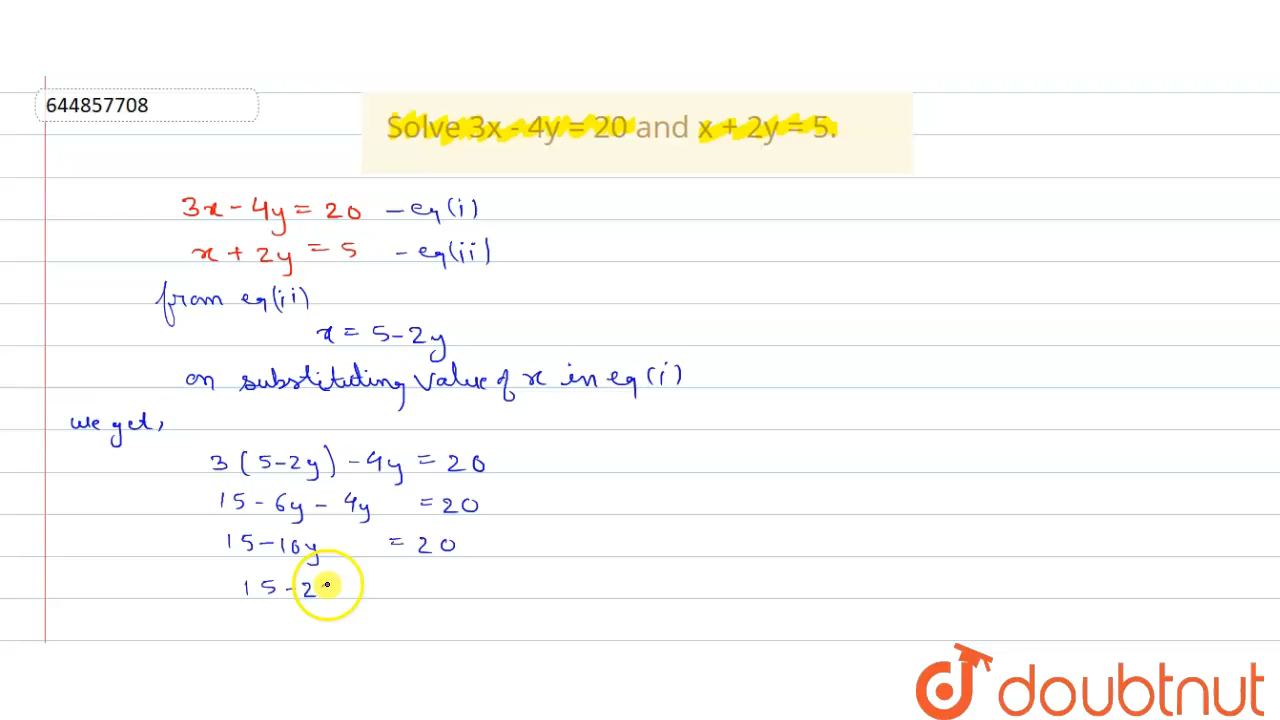 644857708
Solve 3x - 4y = 20 and x + 2y = 5.
3x - 4y = 20 - eq(i)
x + 2y = 5 - eq(ii)
from eq(ii)
x = 5 - 2y
on substituting value of x in eq(i)
we get,
3(5-2y) - 4y = 20
15 - 6y - 4y = 20
15 - 10y = 20
15 - 2
doubtnut